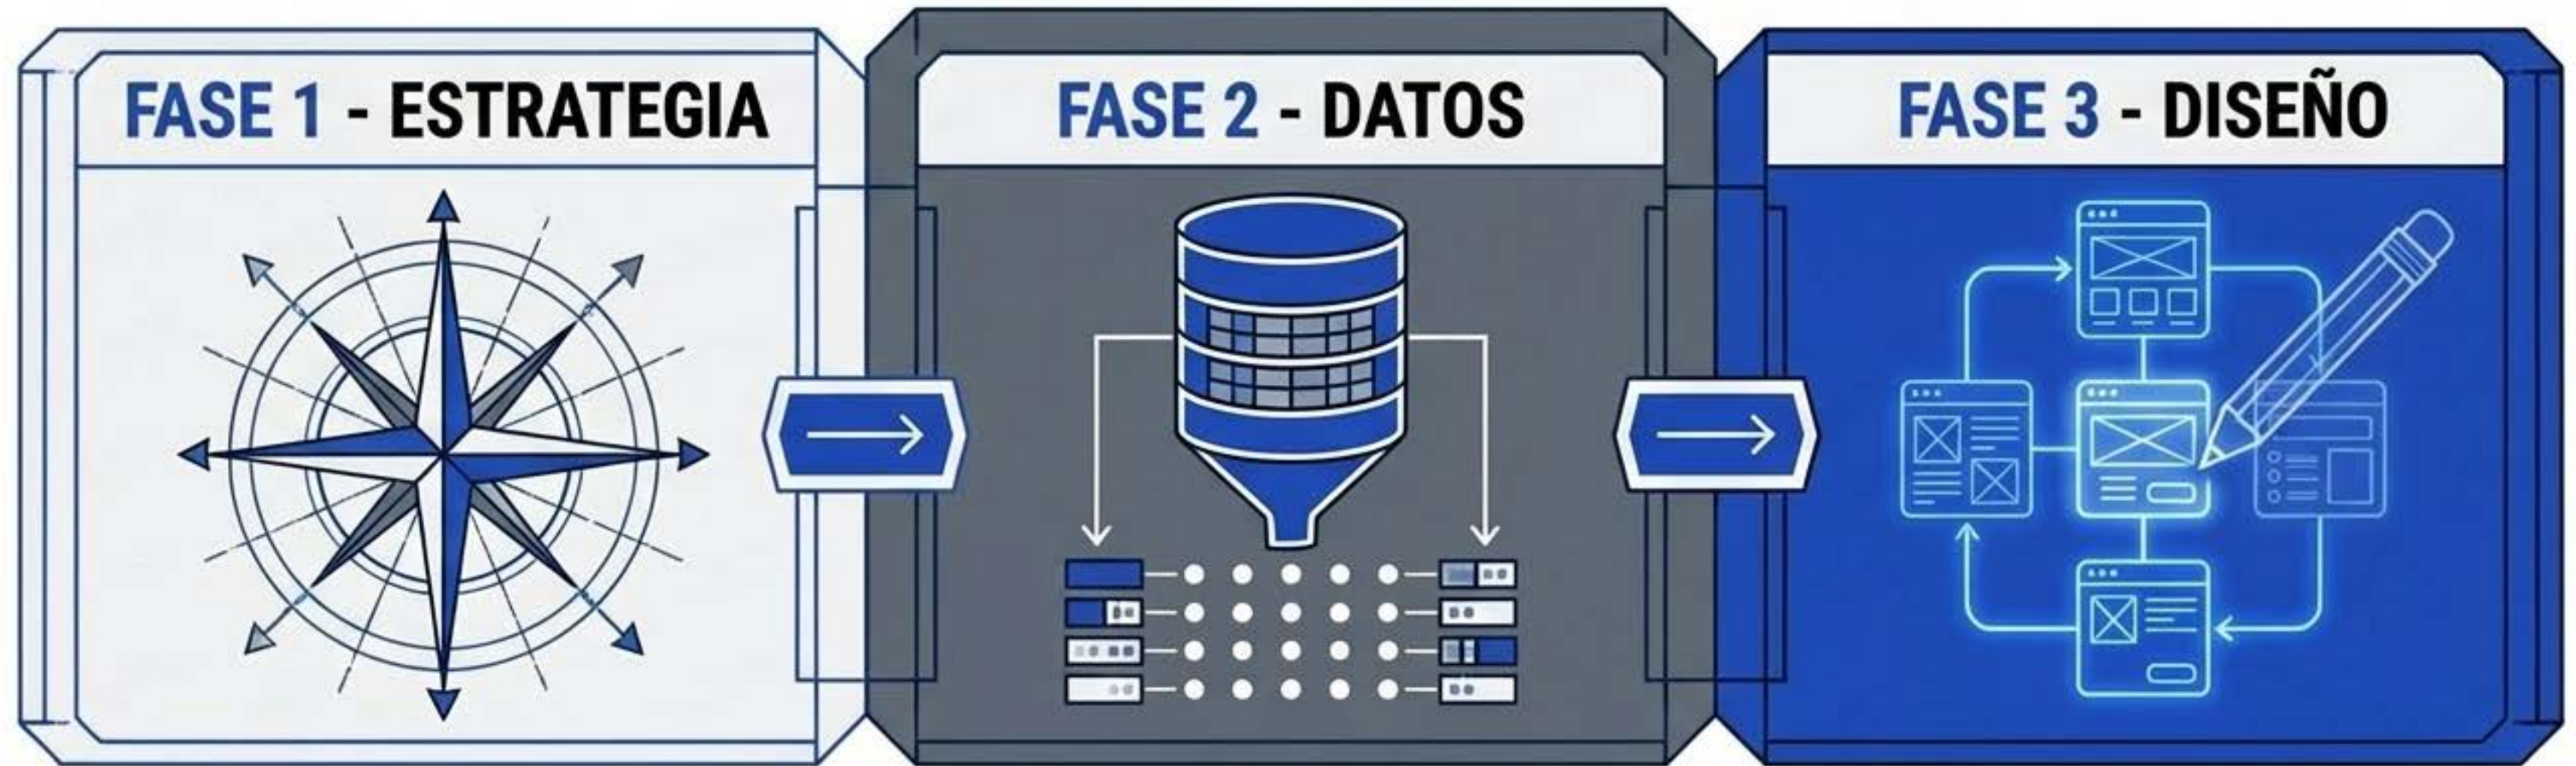 FASE 1 - ESTRATEGIA
FASE 2 - DATOS
FASE 3 - DISEÑO